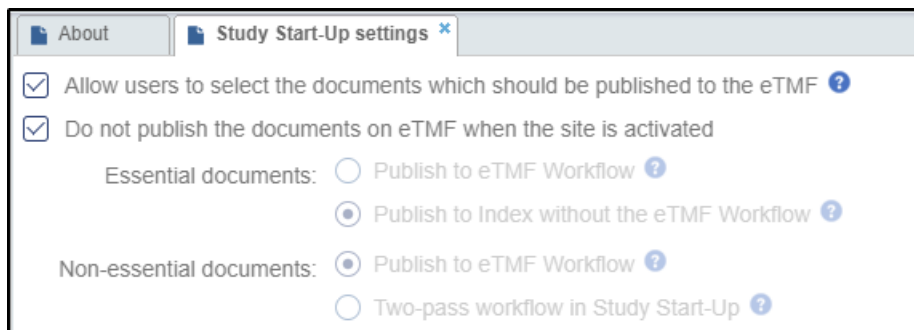 About
Study Start-Up settings ×
Allow users to select the documents which should be published to the eTMF ?
Do not publish the documents on eTMF when the site is activated
Essential documents: Publish to eTMF Workflow ?
Publish to Index without the eTMF Workflow ?
Non-essential documents: Publish to eTMF Workflow ?
Two-pass workflow in Study Start-Up ?